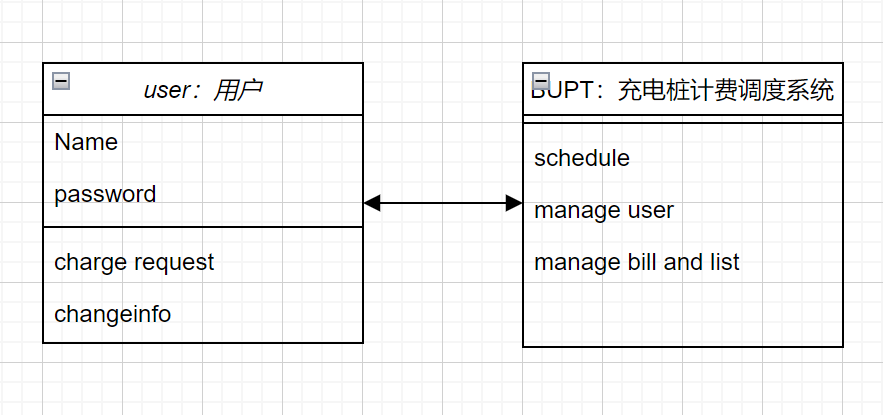 user：用户
Name
password
charge request
changeinfo
BUPT：充电桩计费调度系统
schedule
manage user
manage bill and list